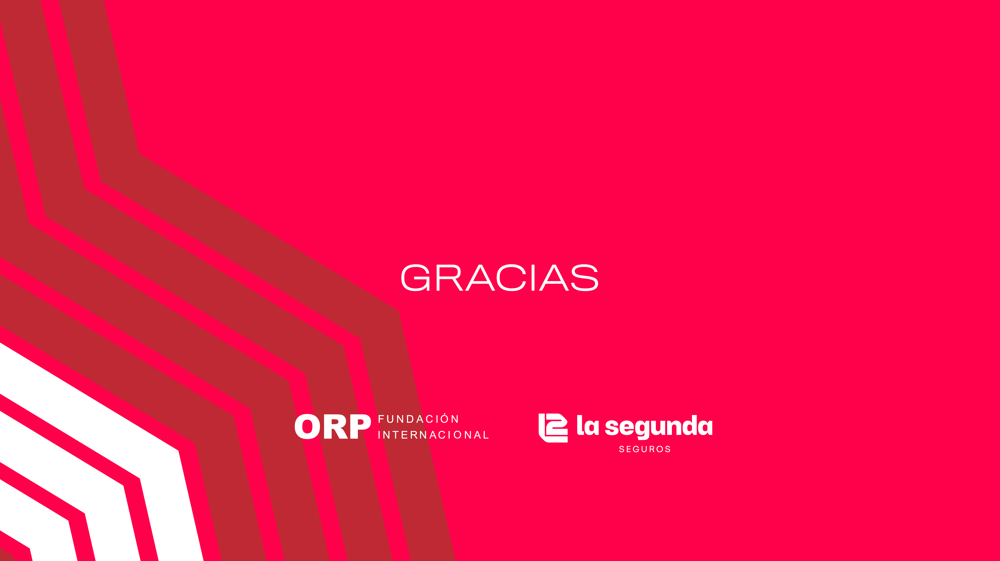 GRACIAS
ORP FUNDACIÓN
INTERNACIONAL
la segunda
SEGUROS